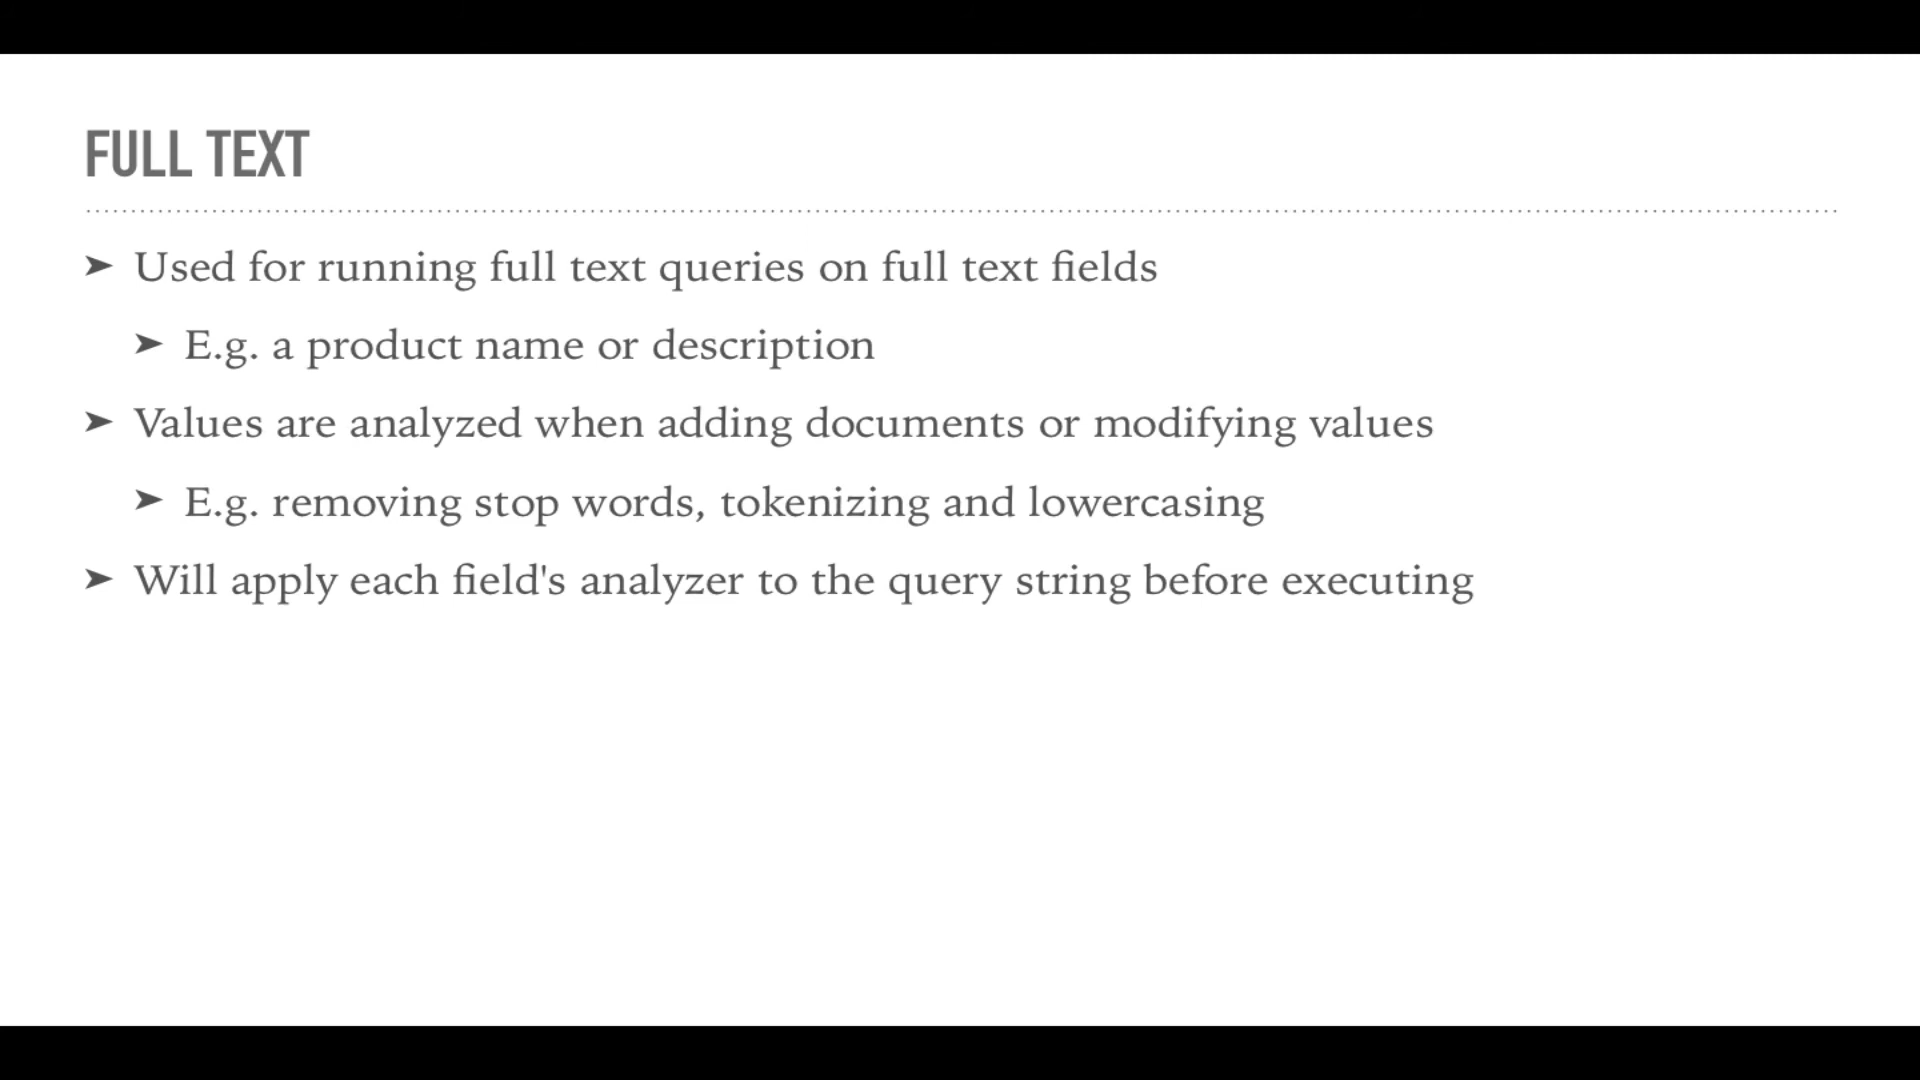 FULL TEXT
➤ Used for running full text queries on full text fields
➤ E.g. a product name or description
➤ Values are analyzed when adding documents or modifying values
➤ E.g. removing stop words, tokenizing and lowercasing
➤ Will apply each field's analyzer to the query string before executing